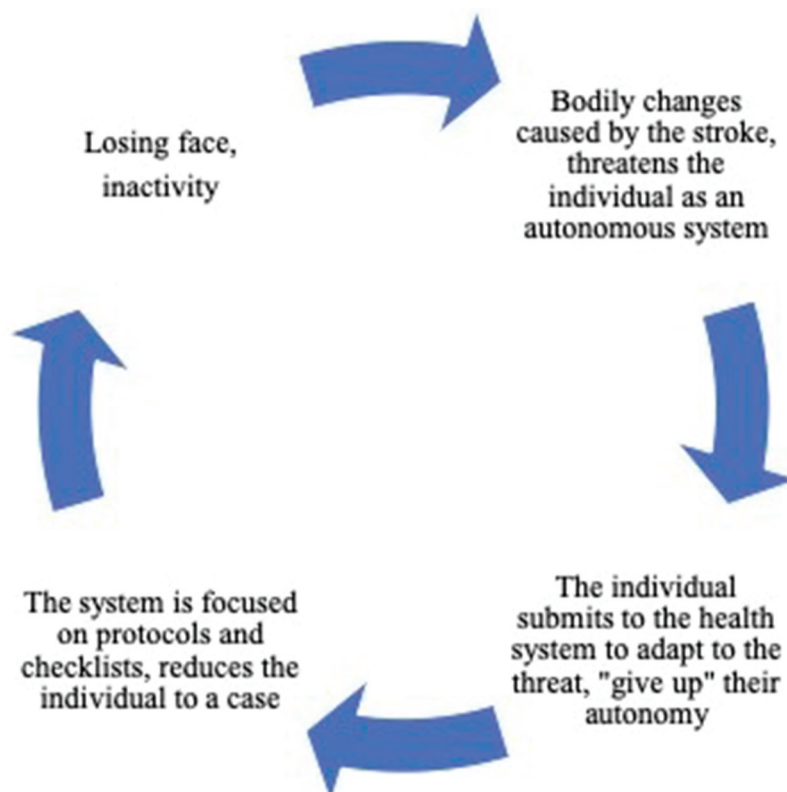 Losing face,
inactivity
Bodily changes
caused by the stroke,
threatens the
individual as an
autonomous system
The individual
submits to the health
system to adapt to the
threat, "give up" their
autonomy
The system is focused
on protocols and
checklists, reduces the
individual to a case